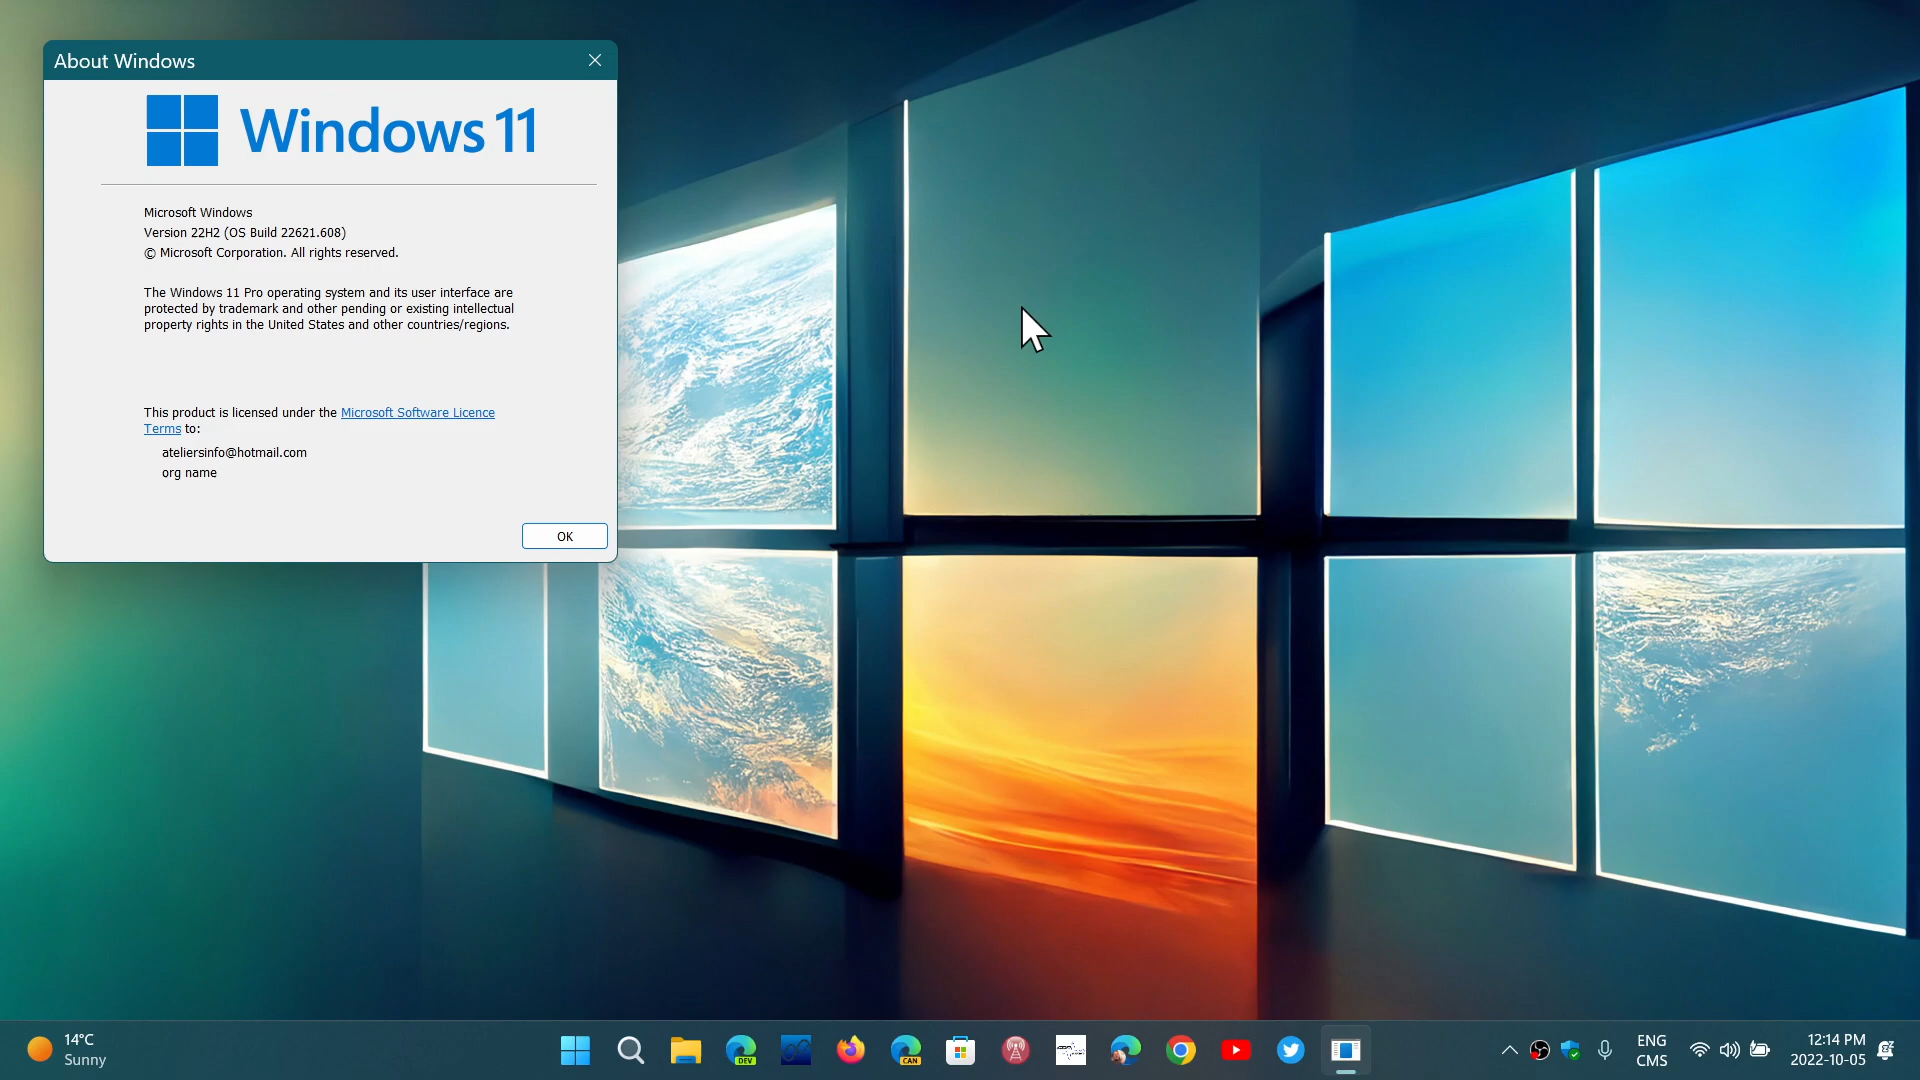 About Windows
Windows 11
Microsoft Windows
Version 22H2 (OS Build 22621.608)
© Microsoft Corporation. All rights reserved.
The Windows 11 Pro operating system and its user interface are
protected by trademark and other pending or existing intellectual
property rights in the United States and other countries/regions.
This product is licensed under the Microsoft Software Licence
Terms to:
ateliersinfo@hotmail.com
org name
OK
14°C
Sunny
DEV
CAN
ENG
CMS
12:14 PM
2022-10-05